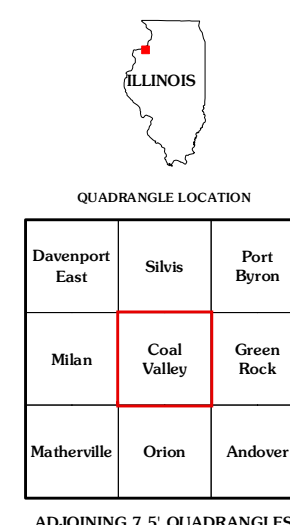 ILLINOIS
QUADRANGLE LOCATION
Davenport
East
Silvis
Port
Byron
Milan
Coal
Valley
Green
Rock
Matherville
Orion
Andover
ADJOINING 7.5' QUADRANGLES